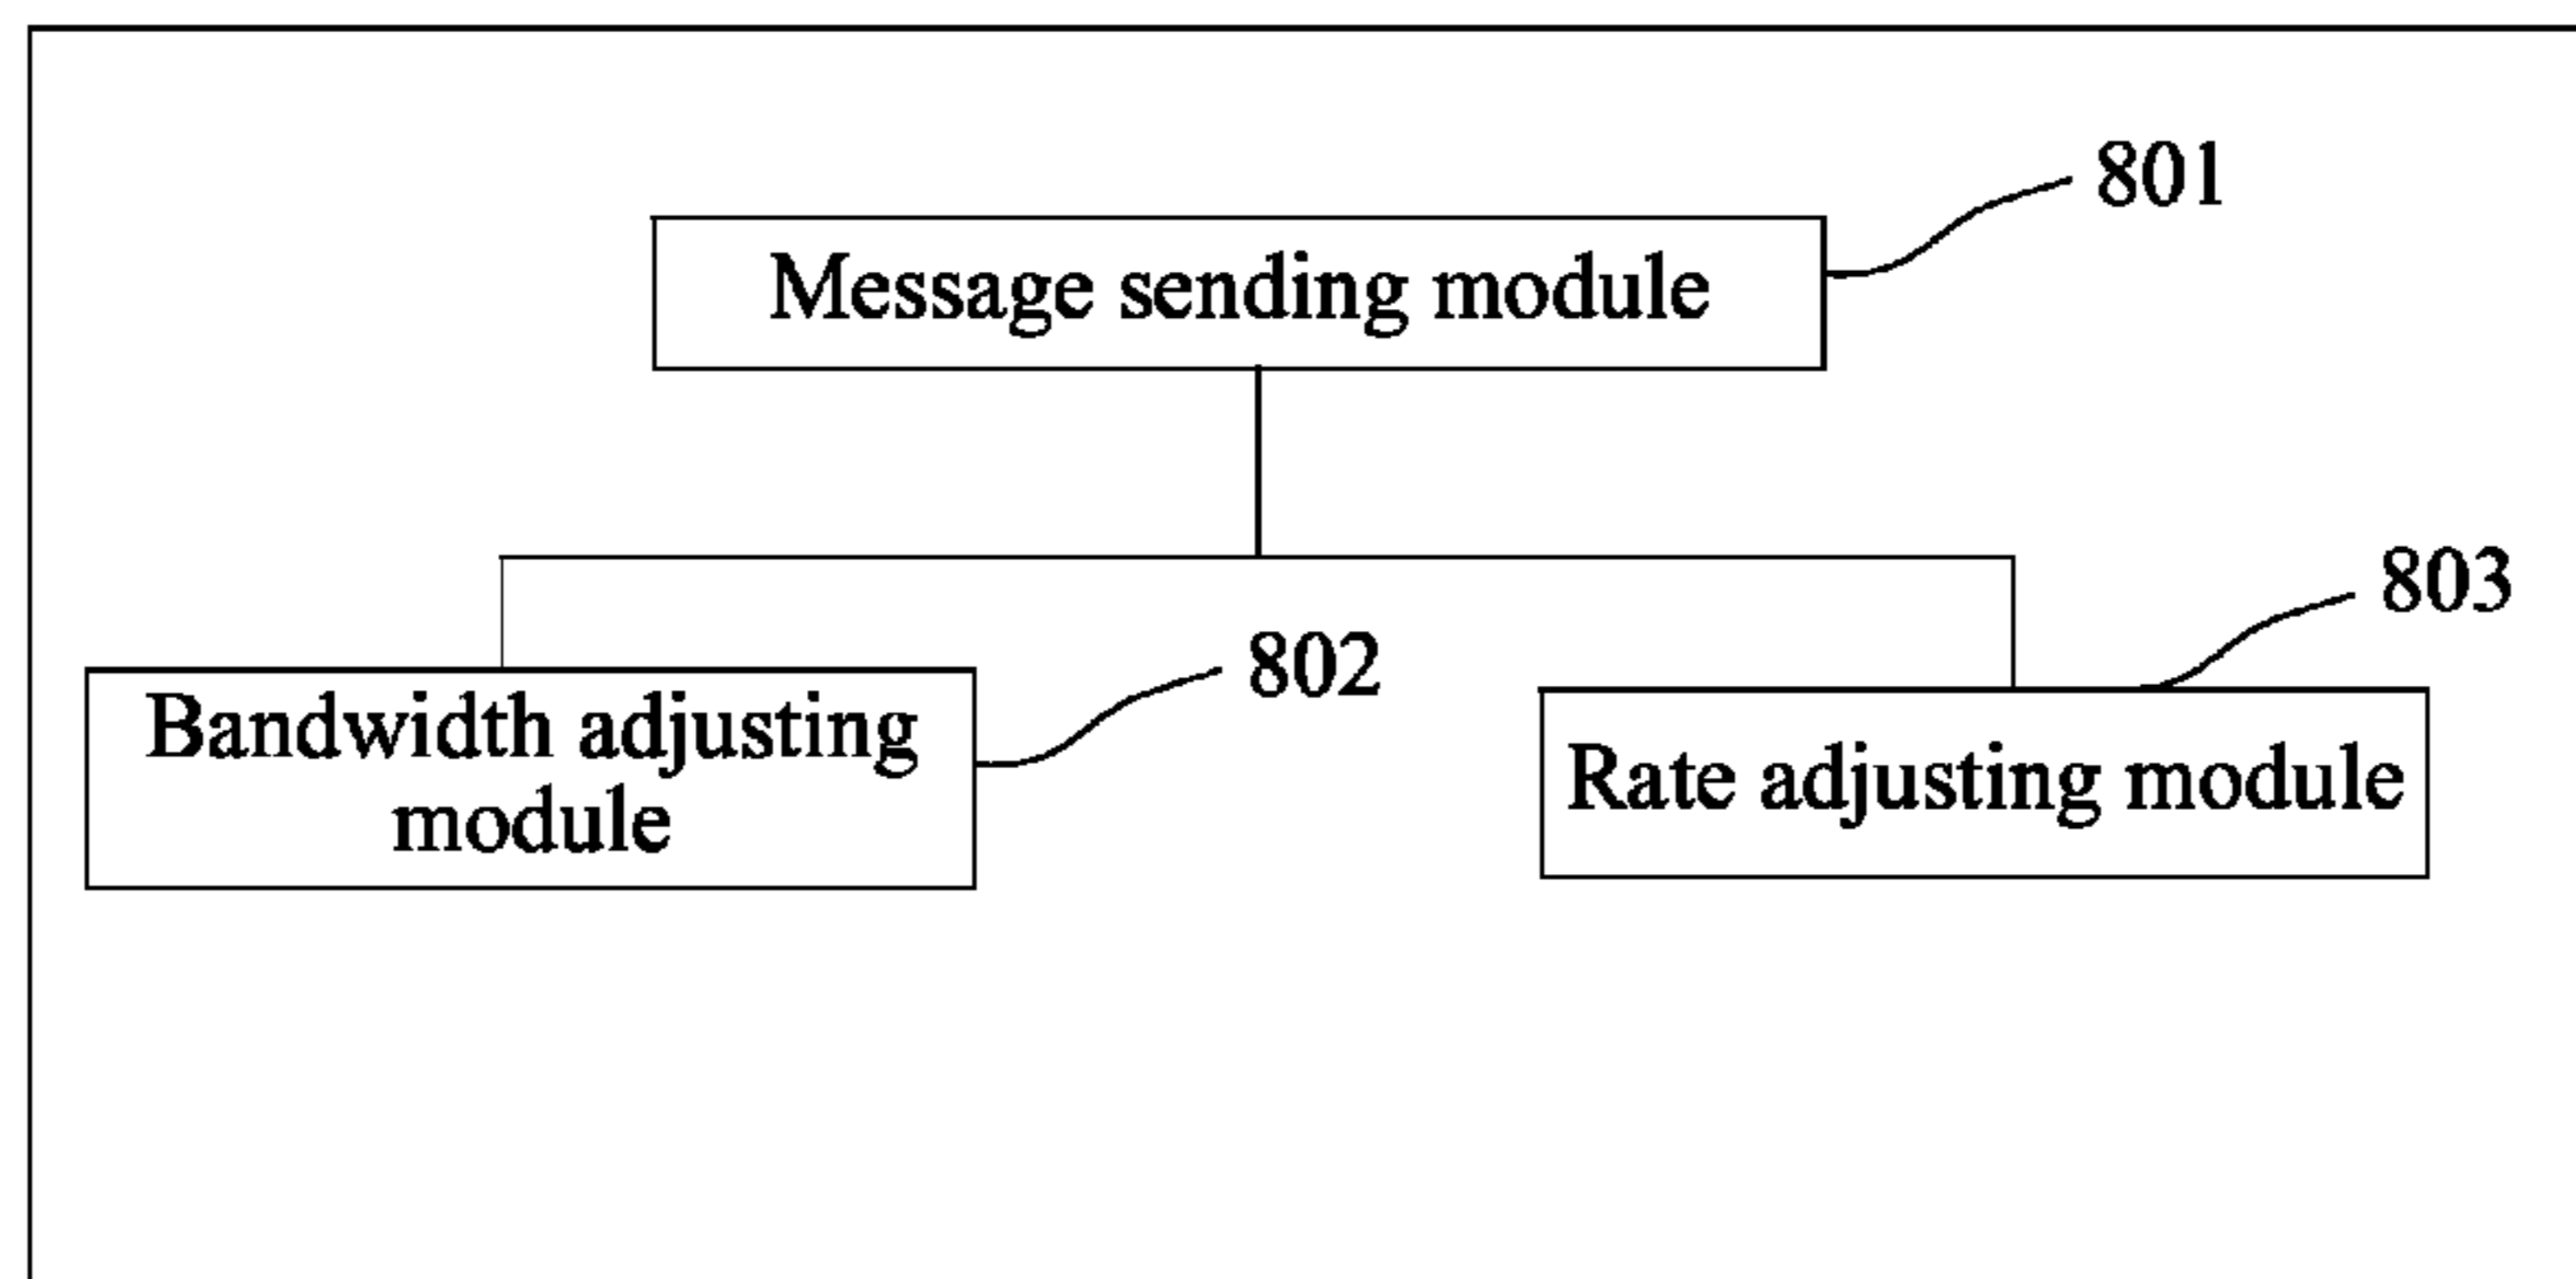 801
Message sending module
803
802
Bandwidth adjusting
module
Rate adjusting module